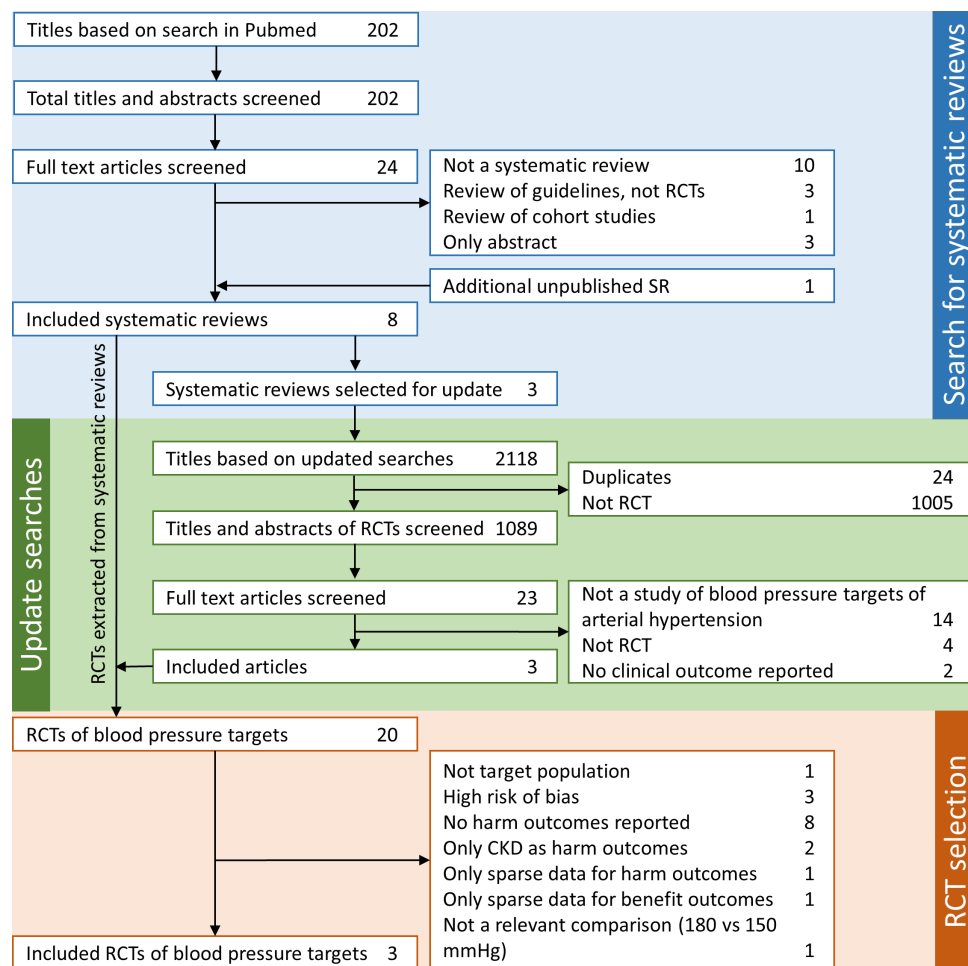 Titles based on search in Pubmed 202
Total titles and abstracts screened 202
Full text articles screened 24
Not a systematic review 10
Review of guidelines, not RCTs 3
Review of cohort studies 1
Only abstract 3
Additional unpublished SR 1
Included systematic reviews 8
Systematic reviews selected for update 3
Search for systematic reviews
RCTs extracted from systematic reviews
Update searches
Titles based on updated searches 2118
Duplicates 24
Not RCT 1005
Titles and abstracts of RCTs screened 1089
Full text articles screened 23
Not a study of blood pressure targets of
arterial hypertension 14
Not RCT 4
No clinical outcome reported 2
Included articles 3
RCTs of blood pressure targets 20
Not target population 1
High risk of bias 3
No harm outcomes reported 8
Only CKD as harm outcomes 2
Only sparse data for harm outcomes 1
Only sparse data for benefit outcomes 1
Not a relevant comparison (180 vs 150
mmHg) 1
Included RCTs of blood pressure targets 3
RCT selection